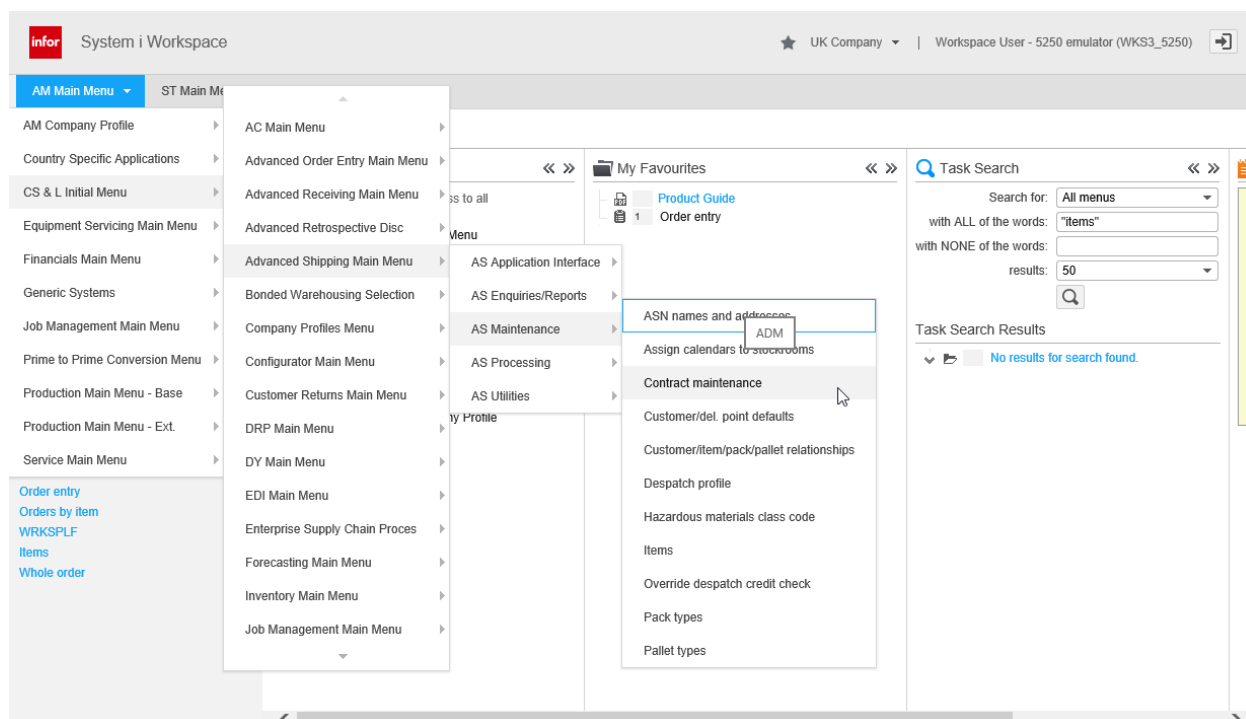 infor System i Workspace
UK Company | Workspace User - 5250 emulator (WKS3_5250)
AM Main Menu ST Main Me
AM Company Profile
Country Specific Applications
CS & L Initial Menu
Equipment Servicing Main Menu
Financials Main Menu
Generic Systems
Job Management Main Menu
Prime to Prime Conversion Menu
Production Main Menu - Base
Production Main Menu - Ext.
Service Main Menu
Order entry
Orders by item
WRKSPLF
Items
Whole order
AC Main Menu
Advanced Order Entry Main Menu
Advanced Receiving Main Menu
Advanced Retrospective Disc
Advanced Shipping Main Menu
Bonded Warehousing Selection
Company Profiles Menu
Configurator Main Menu
Customer Returns Main Menu
DRP Main Menu
DY Main Menu
EDI Main Menu
Enterprise Supply Chain Proces
Forecasting Main Menu
Inventory Main Menu
Job Management Main Menu
ss to all
Menu
AS Application Interface
AS Enquiries/Reports
AS Maintenance
AS Processing
AS Utilities
ny Profile
My Favourites
Product Guide
1 Order entry
ASN names and addresses
ADM
Assign calendars to stockrooms
Contract maintenance
Customer/del. point defaults
Customer/item/pack/pallet relationships
Despatch profile
Hazardous materials class code
Items
Override despatch credit check
Pack types
Pallet types
Task Search
Search for: All menus
with ALL of the words: "items"
with NONE of the words:
results: 50
Task Search Results
No results for search found.